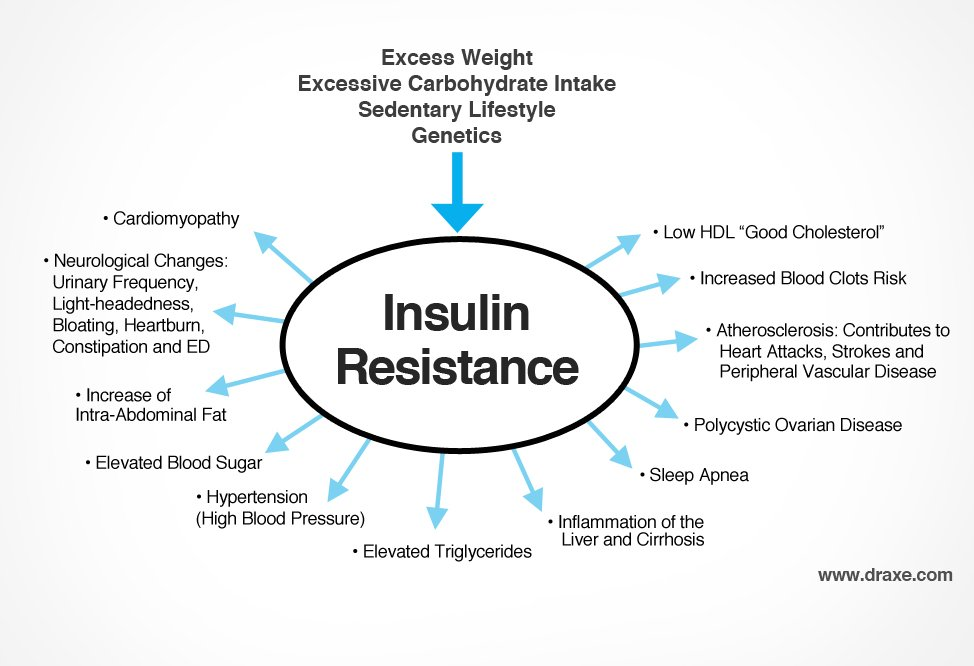 Excess Weight
Excessive Carbohydrate Intake
Sedentary Lifestyle
Genetics
Insulin
Resistance
• Cardiomyopathy
• Neurological Changes:
Urinary Frequency,
Light-headedness,
Bloating, Heartburn,
Constipation and ED
• Increase of
Intra-Abdominal Fat
• Elevated Blood Sugar
• Hypertension
(High Blood Pressure)
• Elevated Triglycerides
• Inflammation of the
Liver and Cirrhosis
• Sleep Apnea
• Polycystic Ovarian Disease
• Atherosclerosis: Contributes to
Heart Attacks, Strokes and
Peripheral Vascular Disease
• Increased Blood Clots Risk
• Low HDL “Good Cholesterol”
www.draxe.com